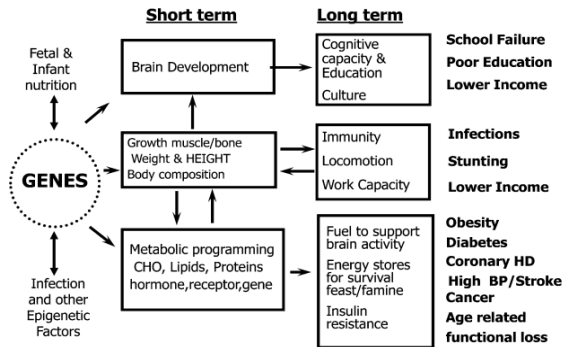 Short term
Long term
Fetal &
Infant
nutrition
GENES
Infection
and other
Epigenetic
Factors
Brain Development
Cognitive
capacity &
Education
Culture
School Failure
Poor Education
Lower Income
Growth muscle/bone
Weight & HEIGHT
Body composition
Immunity
Locomotion
Work Capacity
Infections
Stunting
Lower Income
Metabolic programming
CHO, Lipids, Proteins
hormone,receptor,gene
Fuel to support
brain activity
Energy stores
for survival
feast/famine
Insulin
resistance
Obesity
Diabetes
Coronary HD
High BP/Stroke
Cancer
Age related
functional loss